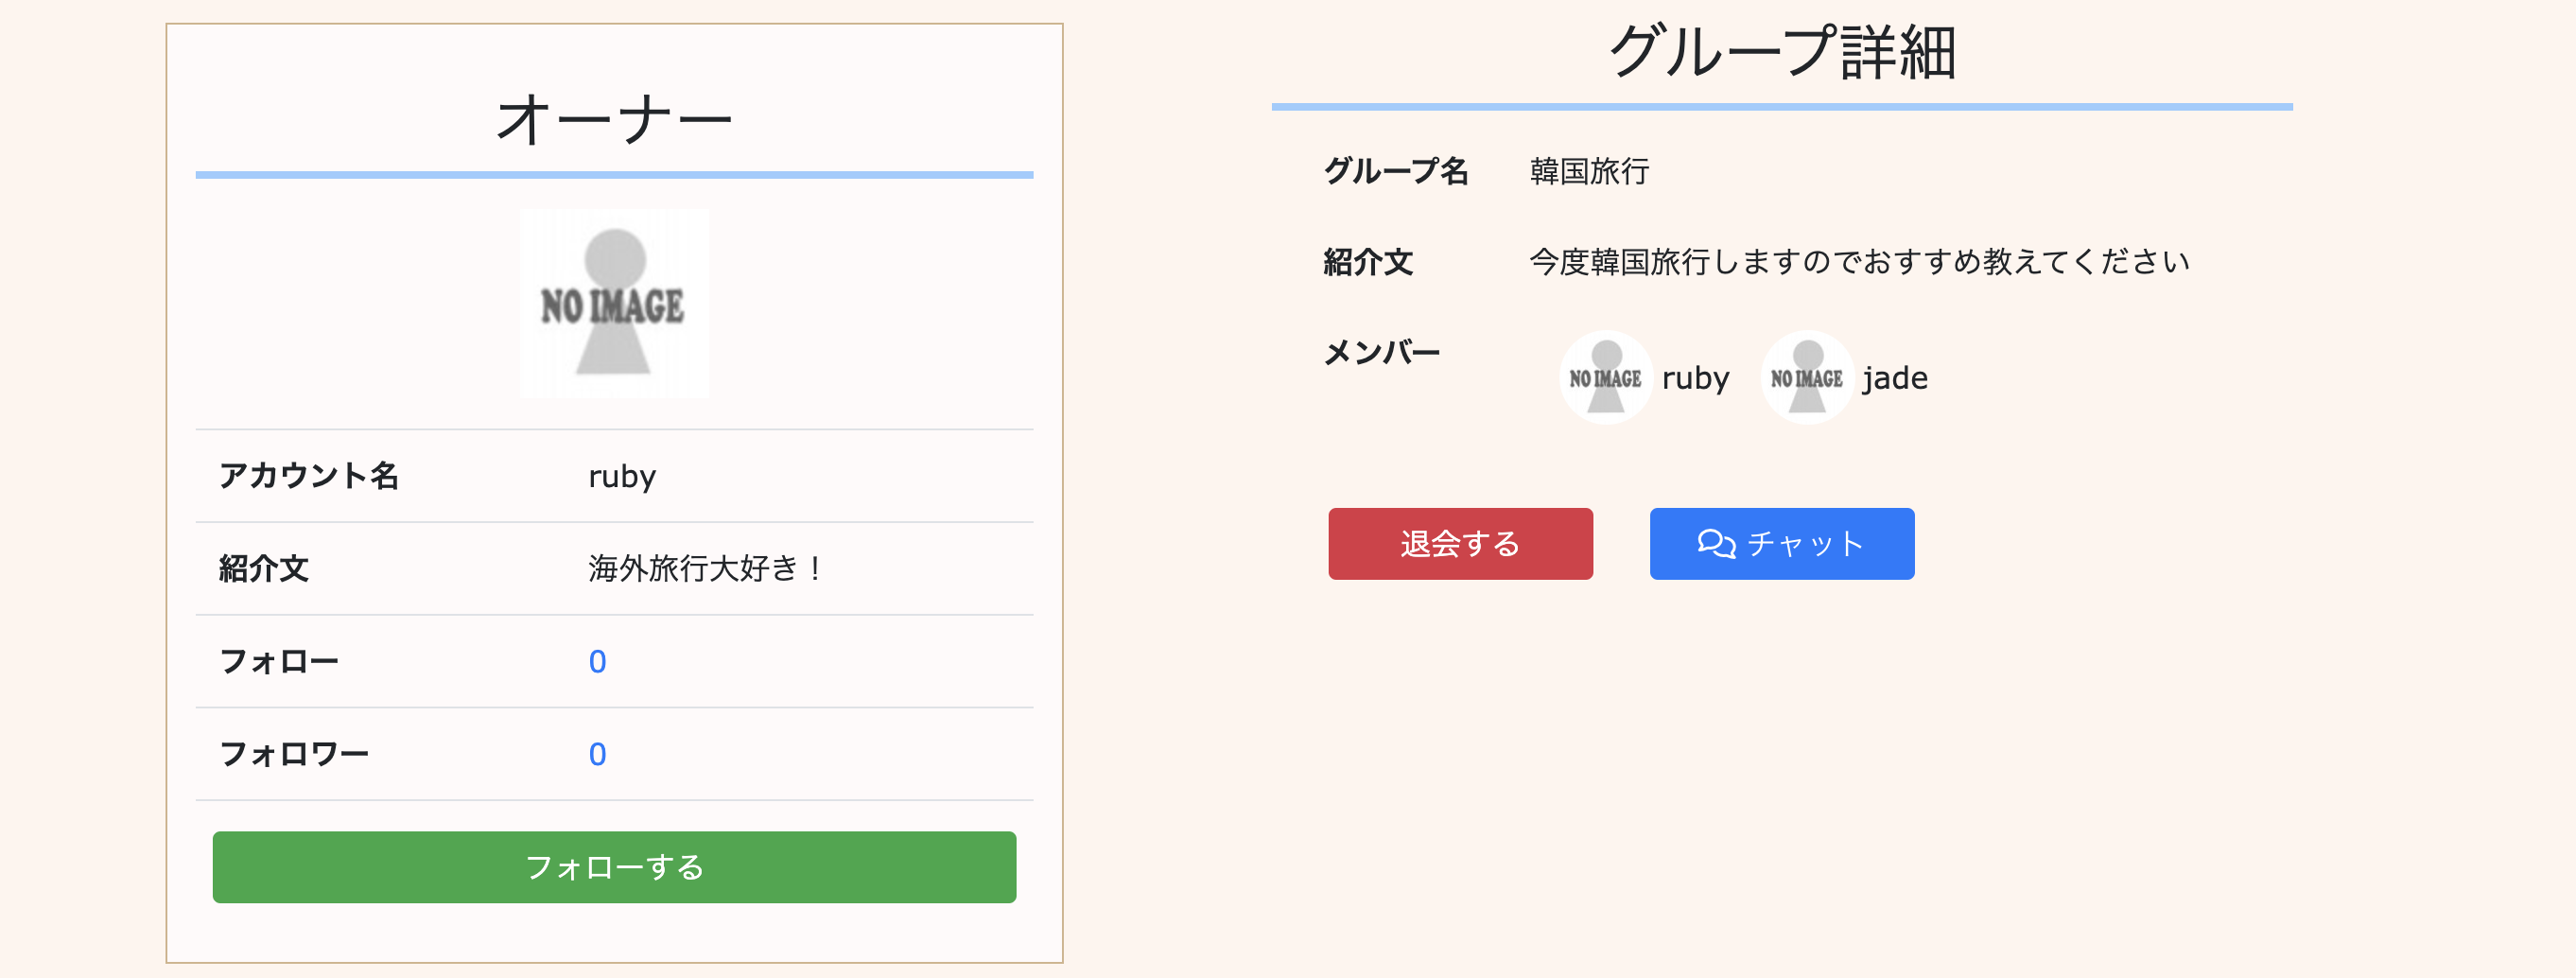 オーナー
NO IMAGE
アカウント名 ruby
紹介文 海外旅行大好き！
フォロー 0
フォロワー 0
フォローする
グループ詳細
グループ名 韓国旅行
紹介文 今度韓国旅行しますのでおすすめ教えてください
メンバー NO IMAGE ruby NO IMAGE jade
退会する チャット